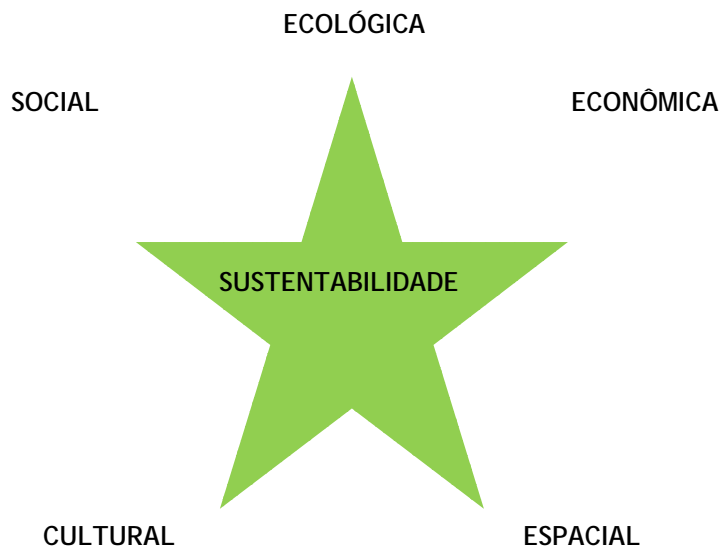 ECOLÓGICA
SOCIAL
ECONÔMICA
SUSTENTABILIDADE
CULTURAL
ESPACIAL